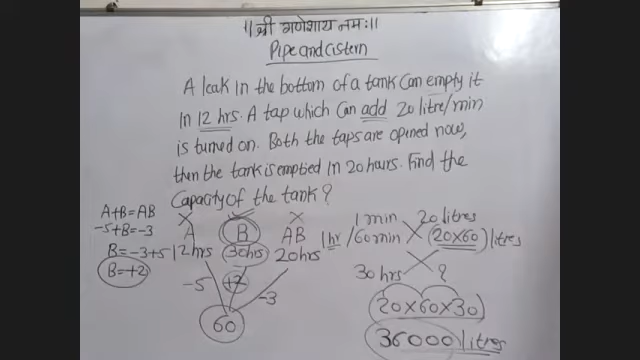 ॥ श्री गणेशाय नमः ॥
Pipe and Cistern
A leak in the bottom of a tank can empty it
in 12 hrs. A tap which can add 20 litre/min
is turned on. Both the taps are opened now,
then the tank is emptied in 20 hours. Find the
Capacity of the tank?
A+B=AB
-5+B=-3
B=-3+5
B=+2
A B AB
12hrs 30hrs 20hrs
-5 +2 -3
60
1 min 20 litres
1hr/60min (20×60) litres
30 hrs ?
20×60×30
36000 litres